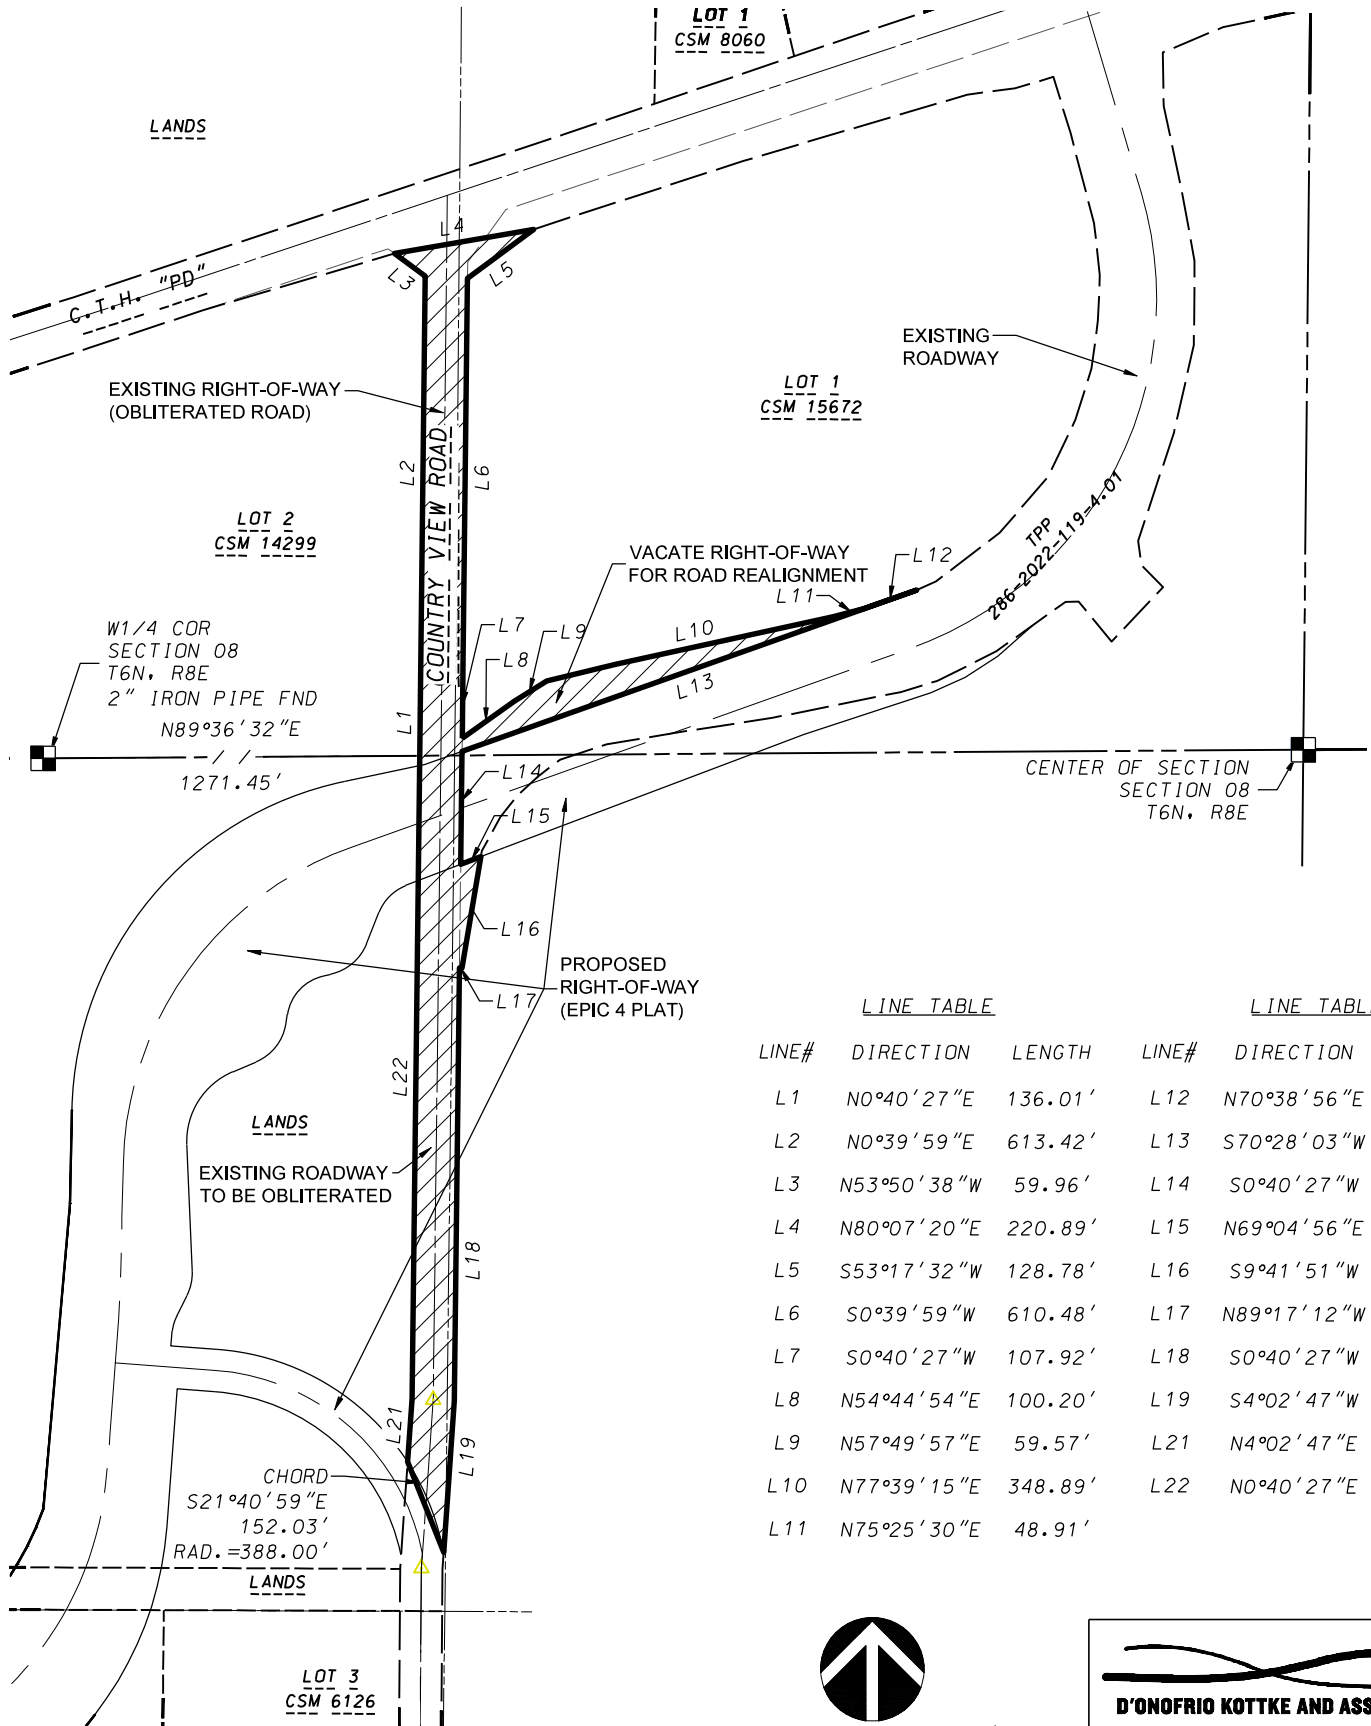 LOT 1
CSM 8060
LANDS
C.T.H. "PD"
L4
L3
L5
EXISTING RIGHT-OF-WAY
(OBLITERATED ROAD)
EXISTING
ROADWAY
LOT 1
CSM 15672
L2
COUNTRY VIEW ROAD
L6
LOT 2
CSM 14299
TPP
286-2022-119-4.01
VACATE RIGHT-OF-WAY
FOR ROAD REALIGNMENT
L12
L11
L10
L7
L9
L8
L13
W1/4 COR
SECTION 08
T6N, R8E
2" IRON PIPE FND
N89°36'32"E
1271.45'
L1
CENTER OF SECTION
SECTION 08
T6N, R8E
L14
L15
L16
L17
PROPOSED
RIGHT-OF-WAY
(EPIC 4 PLAT)
L22
LANDS
EXISTING ROADWAY
TO BE OBLITERATED
L18
L21
L19
CHORD
S21°40'59"E
152.03'
RAD.=388.00'
LANDS
LOT 3
CSM 6126
LINE TABLE
LINE# DIRECTION LENGTH
L1 N0°40'27"E 136.01'
L2 N0°39'59"E 613.42'
L3 N53°50'38"W 59.96'
L4 N80°07'20"E 220.89'
L5 S53°17'32"W 128.78'
L6 S0°39'59"W 610.48'
L7 S0°40'27"W 107.92'
L8 N54°44'54"E 100.20'
L9 N57°49'57"E 59.57'
L10 N77°39'15"E 348.89'
L11 N75°25'30"E 48.91'
LINE TABL
LINE# DIRECTION
L12 N70°38'56"E
L13 S70°28'03"W
L14 S0°40'27"W
L15 N69°04'56"E
L16 S9°41'51"W
L17 N89°17'12"W
L18 S0°40'27"W
L19 S4°02'47"W
L21 N4°02'47"E
L22 N0°40'27"E
D'ONOFRIO KOTTKE AND ASS